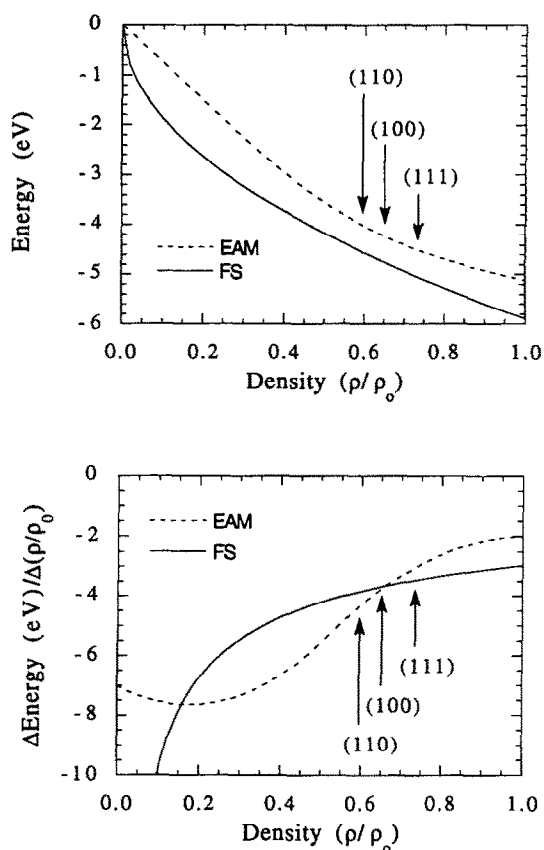 0
-1
-2
-3
-4
-5
-6
Energy (eV)
(110)
(100)
(111)
EAM
FS
0.0 0.2 0.4 0.6 0.8 1.0
Density (ρ/ρo)
0
-2
-4
-6
-8
-10
ΔEnergy (eV)/Δ(ρ/ρ0)
EAM
FS
(111)
(100)
(110)
0.0 0.2 0.4 0.6 0.8 1.0
Density (ρ/ρo)